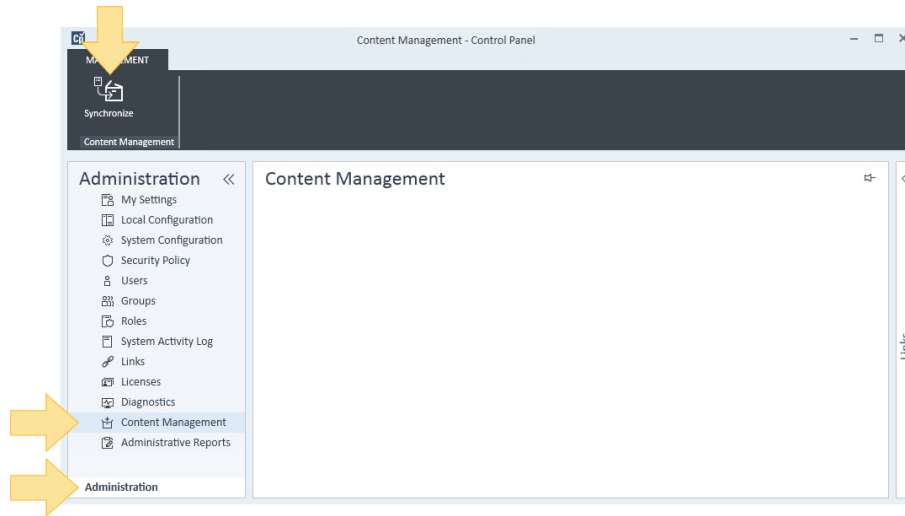 Content Management - Control Panel
Synchronize
Content Management
Administration
Content Management
My Settings
Local Configuration
System Configuration
Security Policy
Users
Groups
Roles
System Activity Log
Links
Licenses
Diagnostics
Content Management
Administrative Reports
Administration
Links